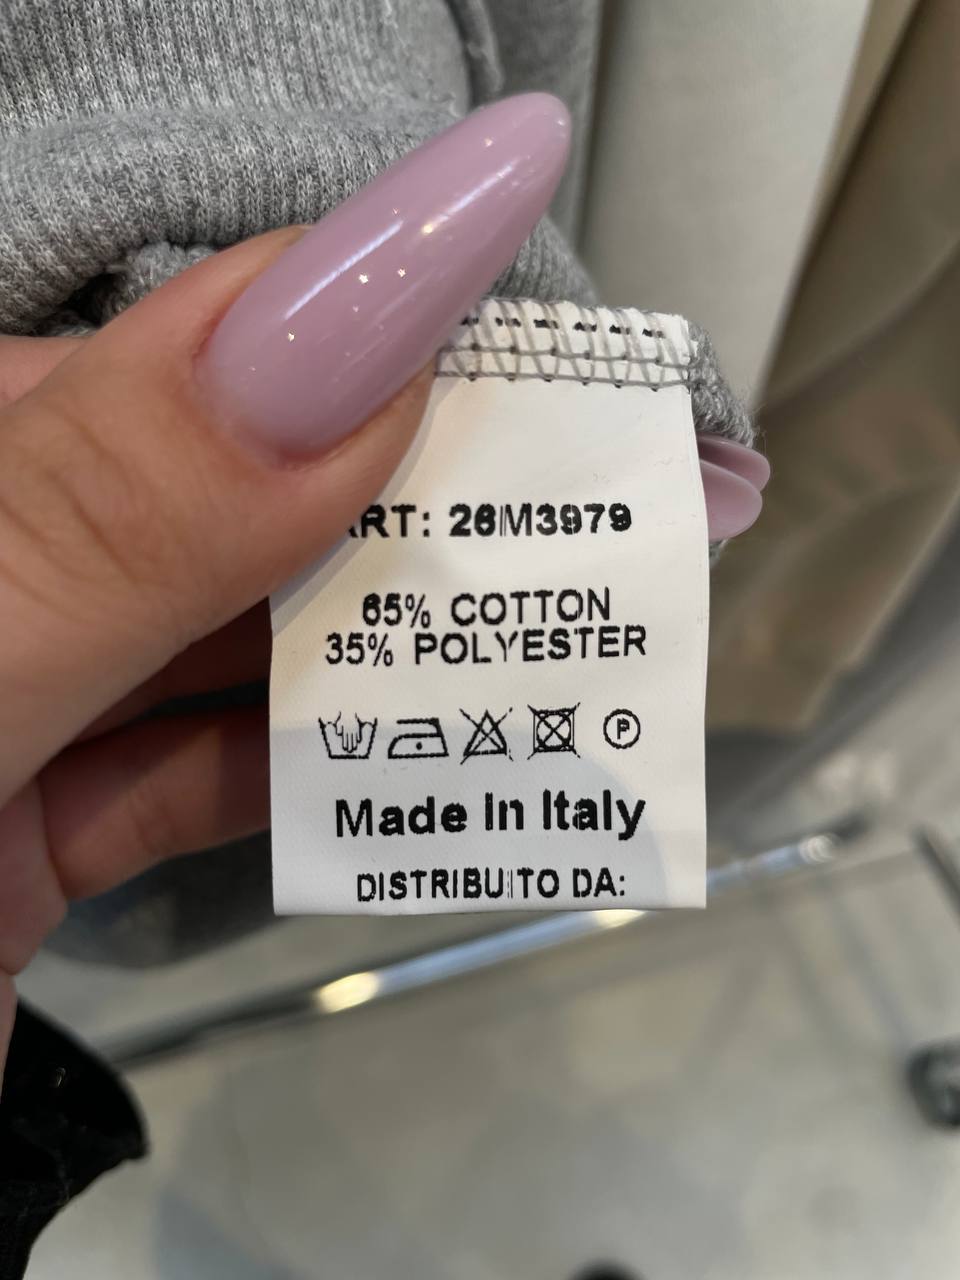 ART: 26M3979
65% COTTON
35% POLYESTER
P
Made in Italy
DISTRIBUITO DA: